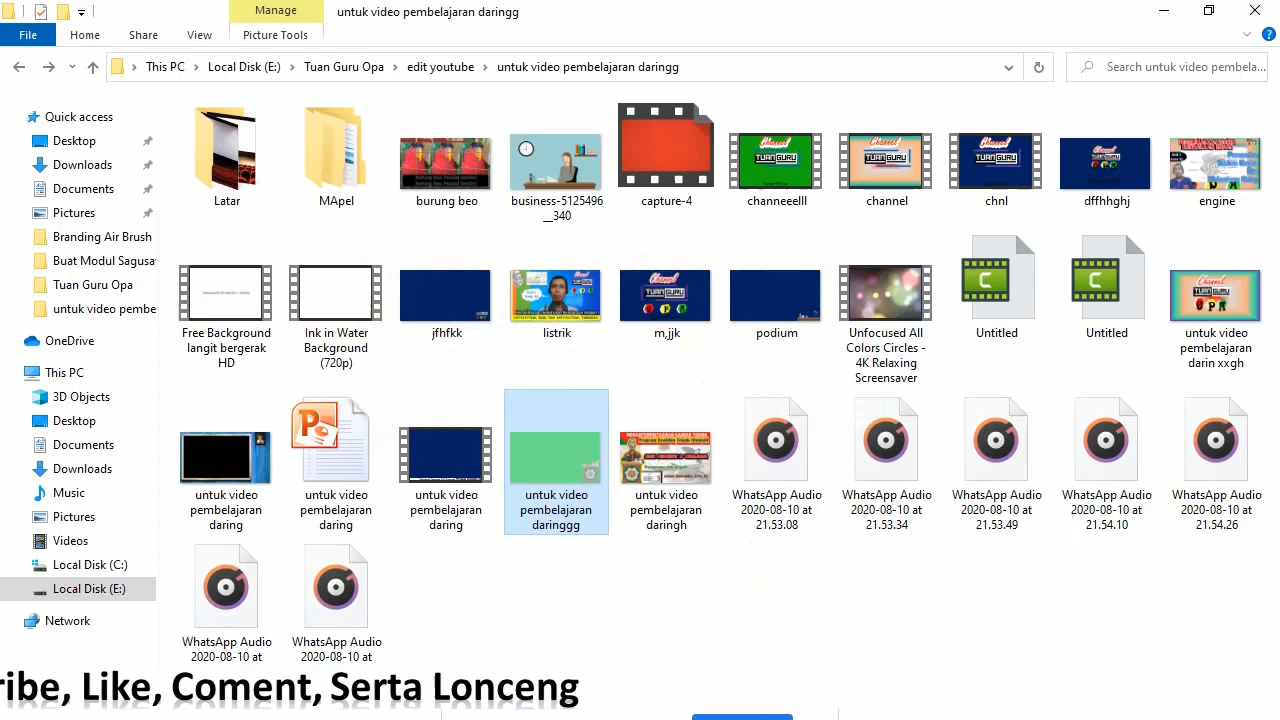 Manage
untuk video pembelajaran daringg
File
Home
Share
View
Picture Tools
This PC
Local Disk (E:)
Tuan Guru Opa
edit youtube
untuk video pembelajaran daringg
Search untuk video pembela...
Quick access
Desktop
Downloads
Documents
Pictures
Branding Air Brush
Buat Modul Sagusa
Tuan Guru Opa
untuk video pembe
OneDrive
This PC
3D Objects
Desktop
Documents
Downloads
Music
Pictures
Videos
Local Disk (C:)
Local Disk (E:)
Network
Latar
MApel
burung beo
business-5125496
__340
capture-4
channeeelll
channel
chnl
dffhhghj
engine
Free Background
langit bergerak
HD
Ink in Water
Background
(720p)
jfhfkk
listrik
m,jjk
podium
Unfocused All
Colors Circles -
4K Relaxing
Screensaver
Untitled
Untitled
untuk video
pembelajaran
darin xxgh
untuk video
pembelajaran
daring
untuk video
pembelajaran
daring
untuk video
pembelajaran
daring
untuk video
pembelajaran
daringgg
untuk video
pembelajaran
daringh
WhatsApp Audio
2020-08-10 at
21.53.08
WhatsApp Audio
2020-08-10 at
21.53.34
WhatsApp Audio
2020-08-10 at
21.53.49
WhatsApp Audio
2020-08-10 at
21.54.10
WhatsApp Audio
2020-08-10 at
21.54.26
WhatsApp Audio
2020-08-10 at
WhatsApp Audio
2020-08-10 at
ribe, Like, Coment, Serta Lonceng